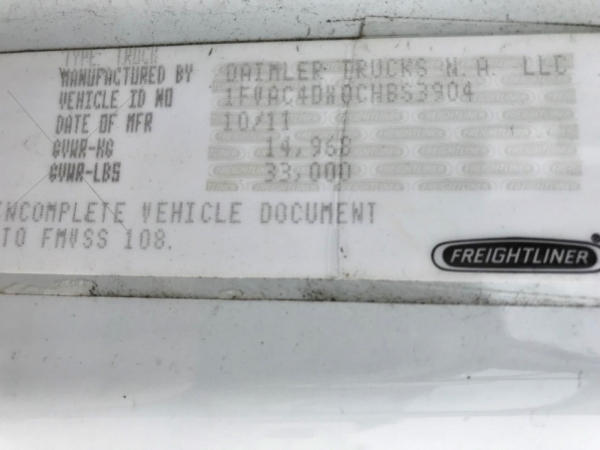 TYPE: TRUCK
MANUFACTURED BY DAIMLER TRUCKS N.A. LLC
VEHICLE ID NO 1FVAC4DX0CHBS3904
DATE OF MFR 10/11
GVWR-KG 14,968
GVWR-LBS 33,000
INCOMPLETE VEHICLE DOCUMENT
TO FMVSS 108.
FREIGHTLINER